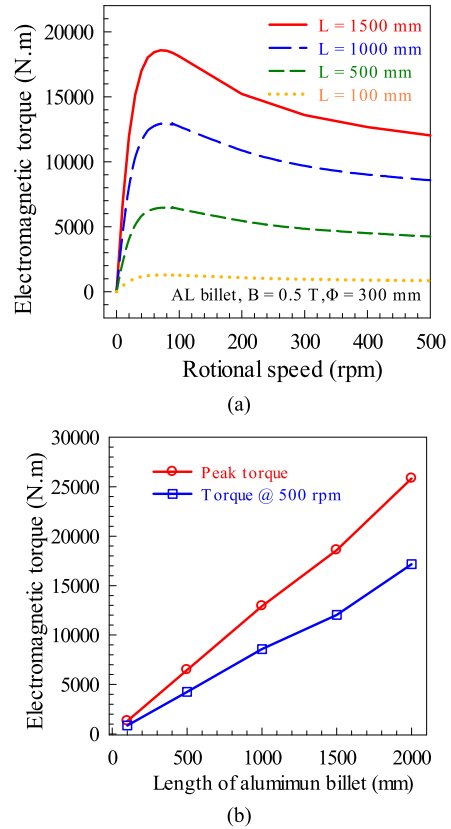 (a)
L = 1500 mm
L = 1000 mm
L = 500 mm
L = 100 mm
20000
15000
10000
5000
0
Electromagnetic torque (N.m)
AL billet, B = 0.5 T,Φ = 300 mm
0 100 200 300 400 500
Rotional speed (rpm)
(a)
30000
25000
20000
15000
10000
5000
0
Electromagnetic torque (N.m)
Peak torque
Torque @ 500 rpm
0 500 1000 1500 2000
Length of alumimun billet (mm)
(b)